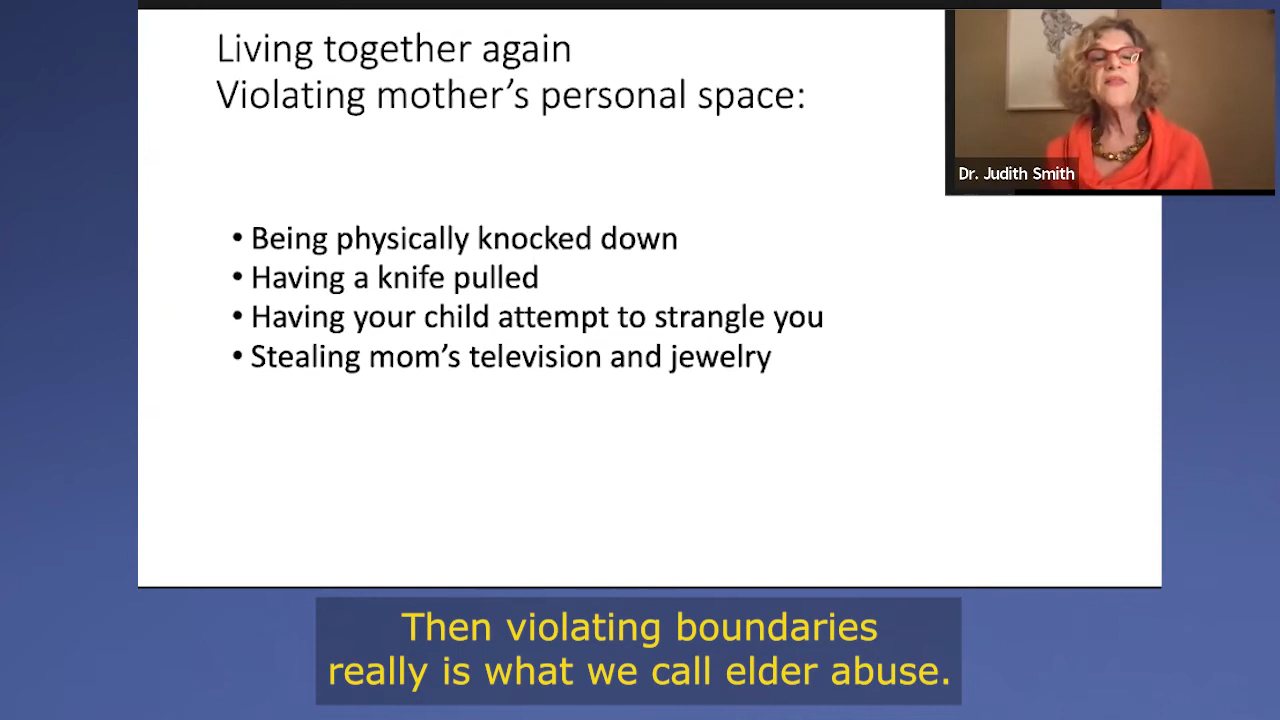 Living together again
Violating mother's personal space:
Dr. Judith Smith
• Being physically knocked down
• Having a knife pulled
• Having your child attempt to strangle you
• Stealing mom's television and jewelry
Then violating boundaries
really is what we call elder abuse.